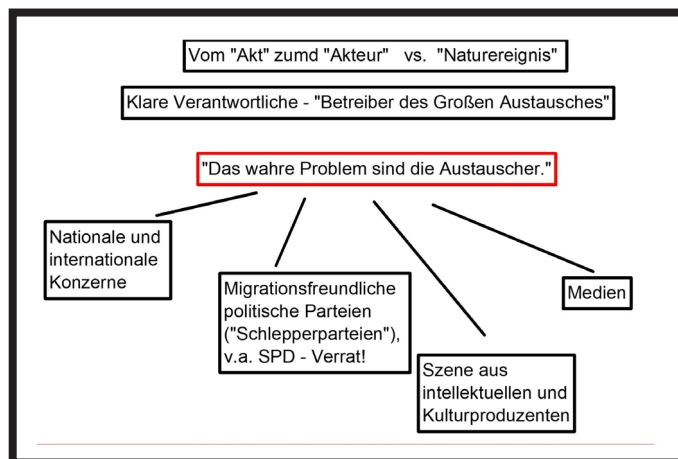 Vom "Akt" zumd "Akteur" vs. "Naturereignis"
Klare Verantwortliche - "Betreiber des Großen Austausches"
"Das wahre Problem sind die Austauscher."
Nationale und
internationale
Konzerne
Migrationsfreundliche
politische Parteien
("Schlepperparteien"),
v.a. SPD - Verrat!
Szene aus
intellektuellen und
Kulturproduzenten
Medien